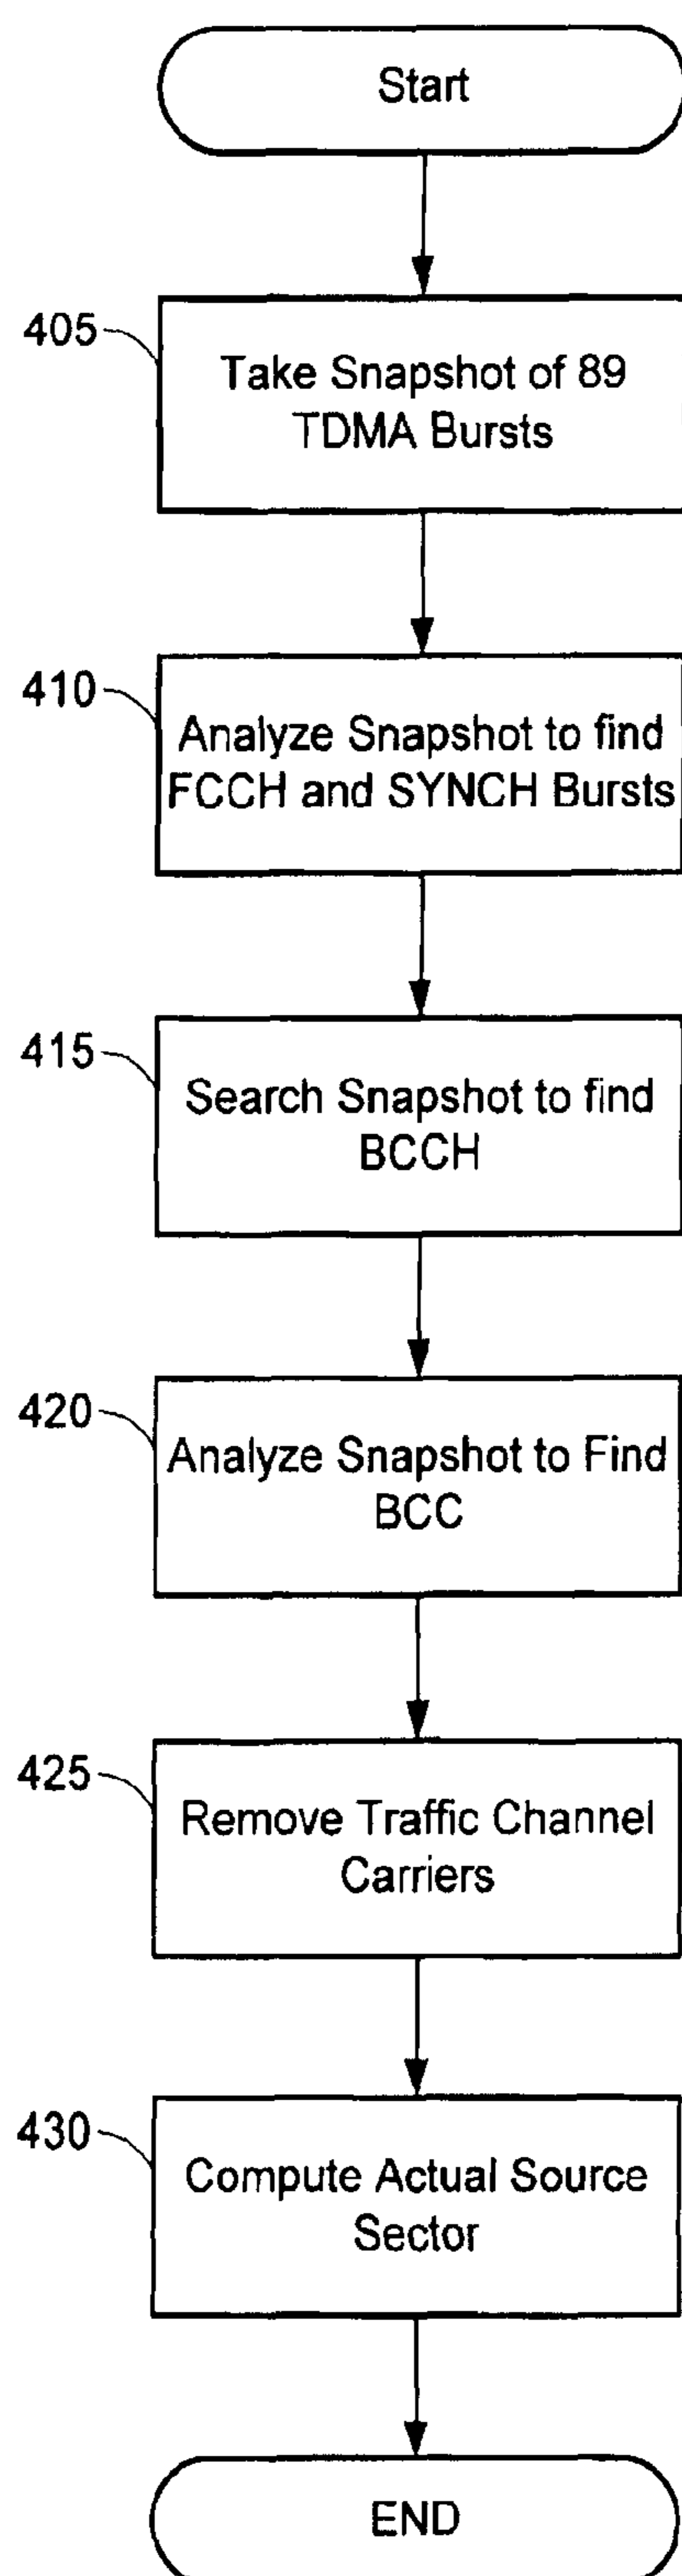 Start
405
Take Snapshot of 89
TDMA Bursts
410
Analyze Snapshot to find
FCCH and SYNCH Bursts
415
Search Snapshot to find
BCCH
420
Analyze Snapshot to Find
BCC
425
Remove Traffic Channel
Carriers
430
Compute Actual Source
Sector
END